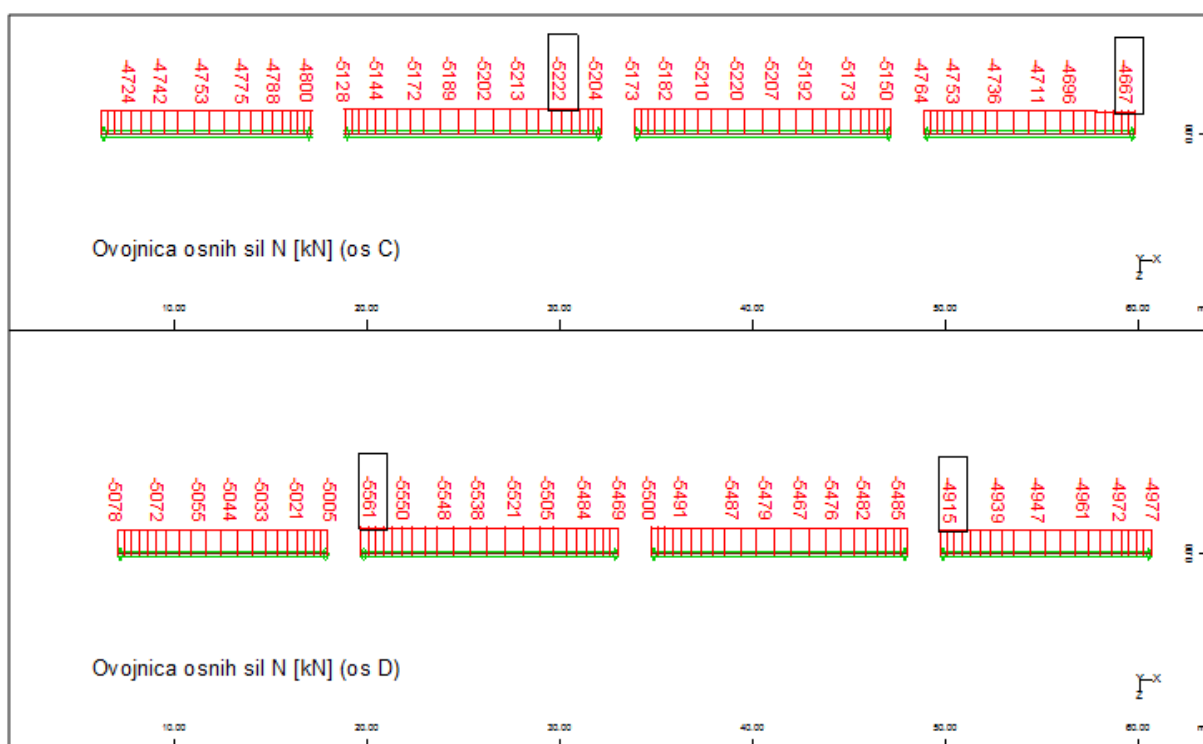 -4724 -4742 -4753 -4775 -4788 -4800 -5128 -5144 -5172 -5189 -5202 -5213 -5222 -5204 -5173 -5182 -5210 -5220 -5207 -5192 -5173 -5150 -4764 -4753 -4736 -4711 -4696 -4667
Ovojnica osnih sil N [kN] (os C)
Y X
Z
10.00 20.00 30.00 40.00 50.00 60.00 m
-5078 -5072 -5055 -5044 -5033 -5021 -5005 -5561 -5550 -5548 -5538 -5521 -5505 -5484 -5469 -5500 -5491 -5487 -5479 -5467 -5476 -5482 -5485 -4915 -4939 -4947 -4961 -4972 -4977
Ovojnica osnih sil N [kN] (os D)
Y X
Z
10.00 20.00 30.00 40.00 50.00 60.00 m